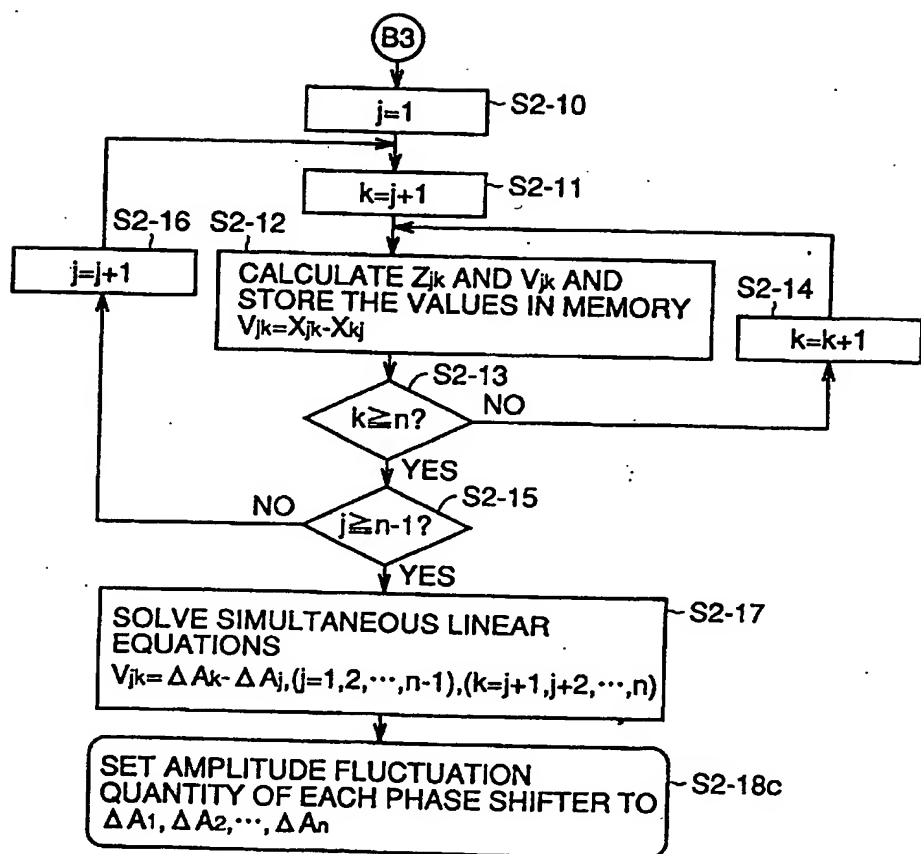 B3
j=1
S2-10
k=j+1
S2-11
S2-16
j=j+1
S2-12
CALCULATE Zjk AND Vjk AND
STORE THE VALUES IN MEMORY
Vjk=Xjk-Xkj
S2-14
k=k+1
S2-13
k≧n?
NO
YES
S2-15
NO
j≧n-1?
YES
S2-17
SOLVE SIMULTANEOUS LINEAR
EQUATIONS
Vjk=ΔAk-ΔAj,(j=1,2,⋯,n-1),(k=j+1,j+2,⋯,n)
SET AMPLITUDE FLUCTUATION
QUANTITY OF EACH PHASE SHIFTER TO
ΔA1,ΔA2,⋯,ΔAn
S2-18c